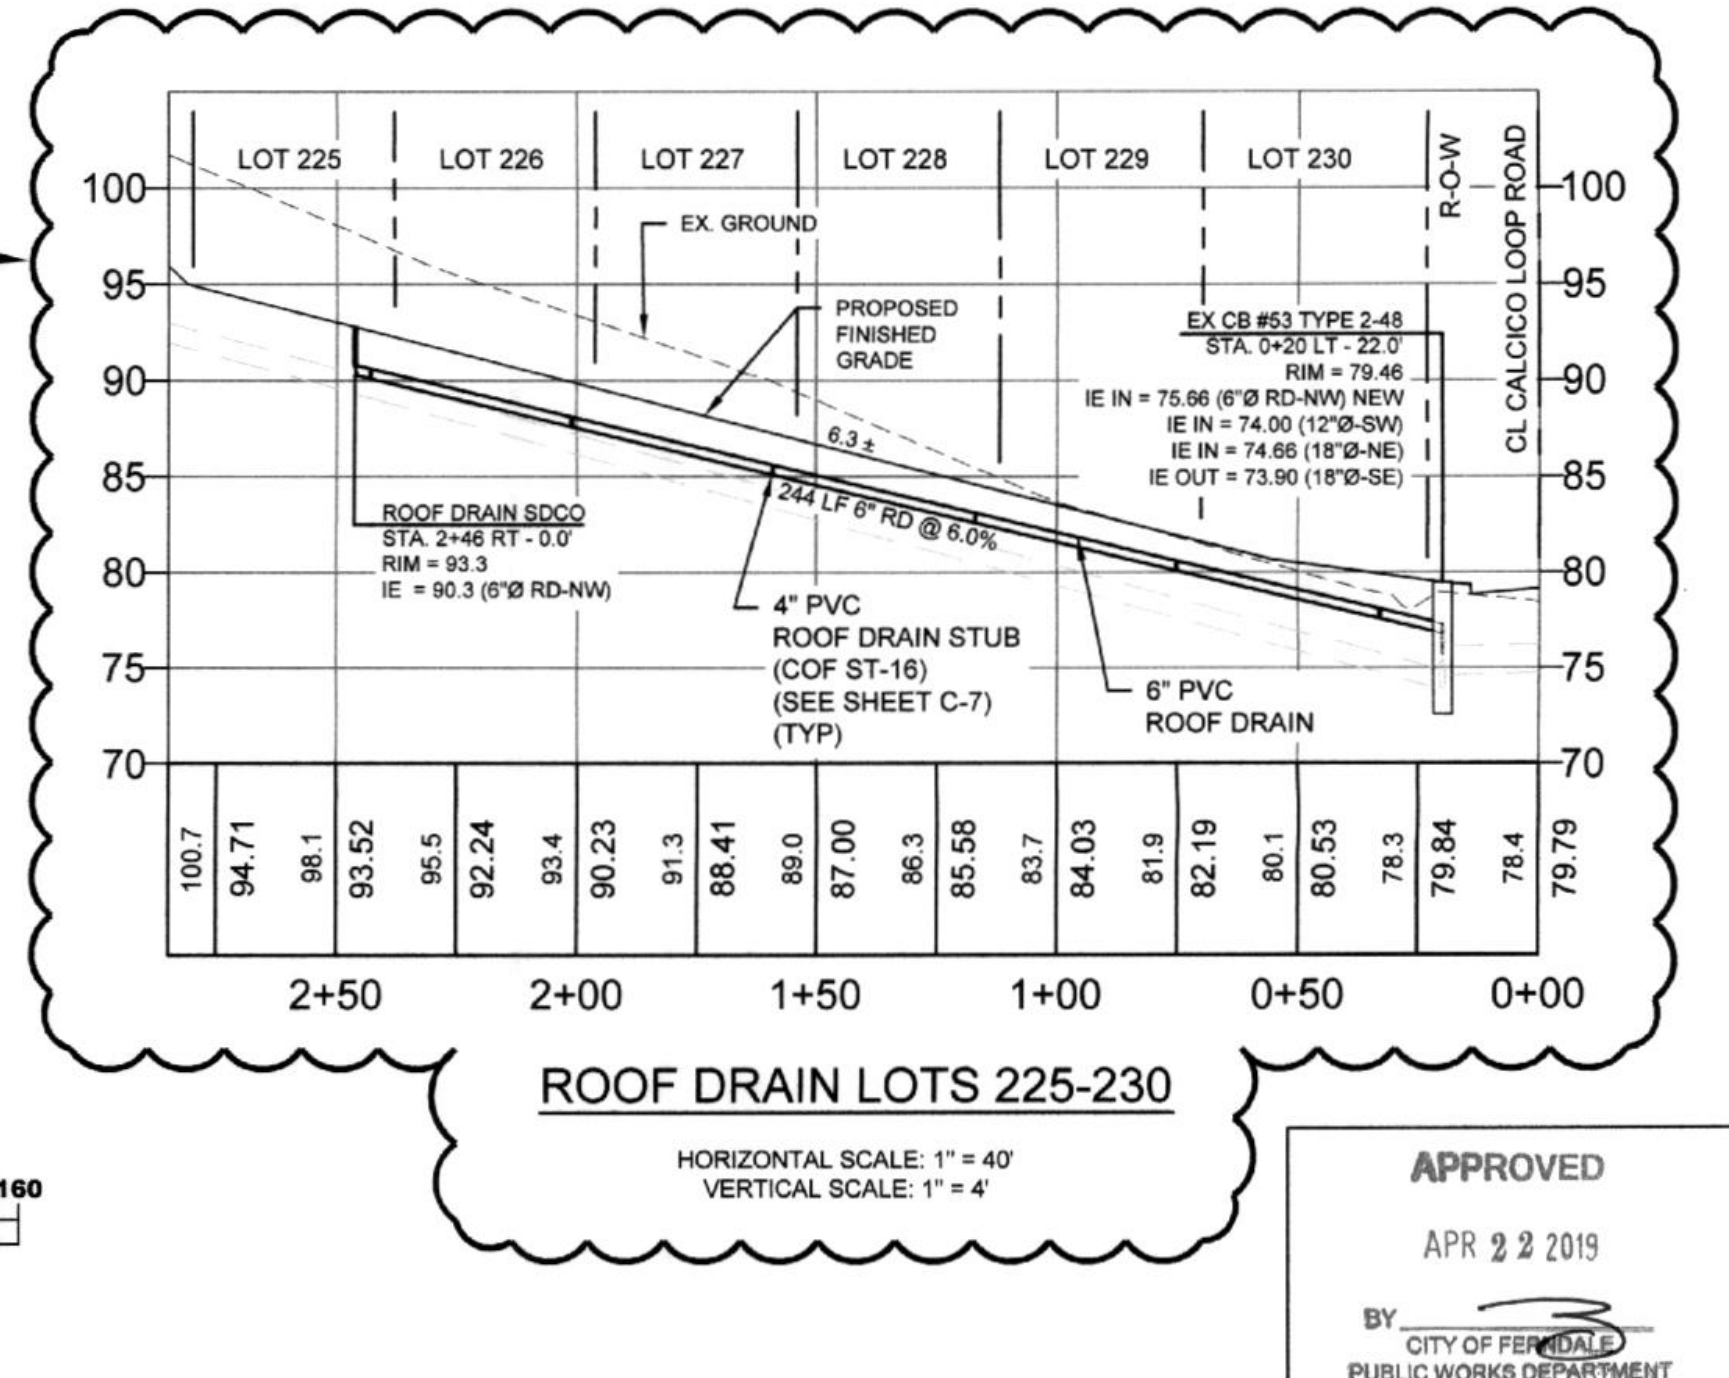 LOT 225
LOT 226
LOT 227
LOT 228
LOT 229
LOT 230
R-O-W
CL CALCICO LOOP ROAD
100
100
95
95
90
90
85
85
80
80
75
75
70
70
EX. GROUND
PROPOSED
FINISHED
GRADE
6.3 ±
EX CB #53 TYPE 2-48
STA. 0+20 LT - 22.0'
RIM = 79.46
IE IN = 75.66 (6"Ø RD-NW) NEW
IE IN = 74.00 (12"Ø-SW)
IE IN = 74.66 (18"Ø-NE)
IE OUT = 73.90 (18"Ø-SE)
244 LF 6" RD @ 6.0%
ROOF DRAIN SDCO
STA. 2+46 RT - 0.0'
RIM = 93.3
IE = 90.3 (6"Ø RD-NW)
4" PVC
ROOF DRAIN STUB
(COF ST-16)
(SEE SHEET C-7)
(TYP)
6" PVC
ROOF DRAIN
100.7
94.71
98.1
93.52
95.5
92.24
93.4
90.23
91.3
88.41
89.0
87.00
86.3
85.58
83.7
84.03
81.9
82.19
80.1
80.53
78.3
79.84
78.4
79.79
2+50
2+00
1+50
1+00
0+50
0+00
ROOF DRAIN LOTS 225-230
HORIZONTAL SCALE: 1" = 40'
VERTICAL SCALE: 1" = 4'
160
APPROVED
APR 22 2019
BY
CITY OF FERNDALE
PUBLIC WORKS DEPARTMENT